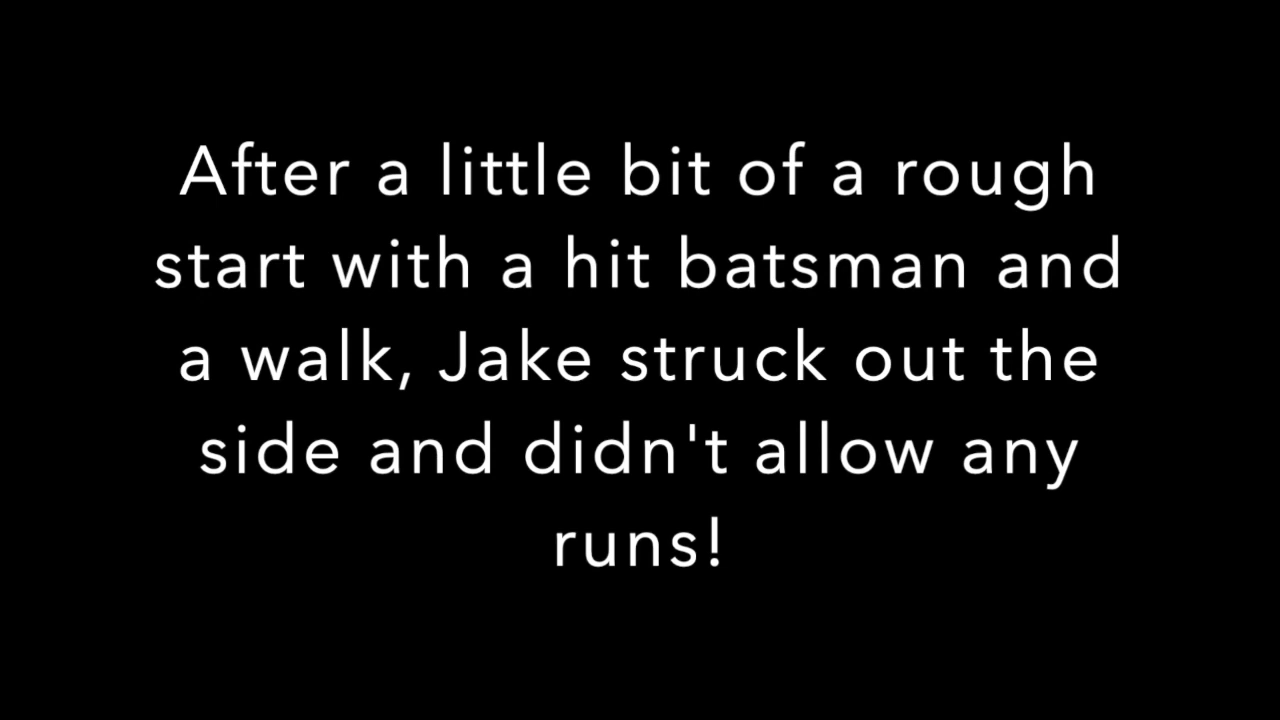 After a little bit of a rough
start with a hit batsman and
a walk, Jake struck out the
side and didn't allow any
runs!